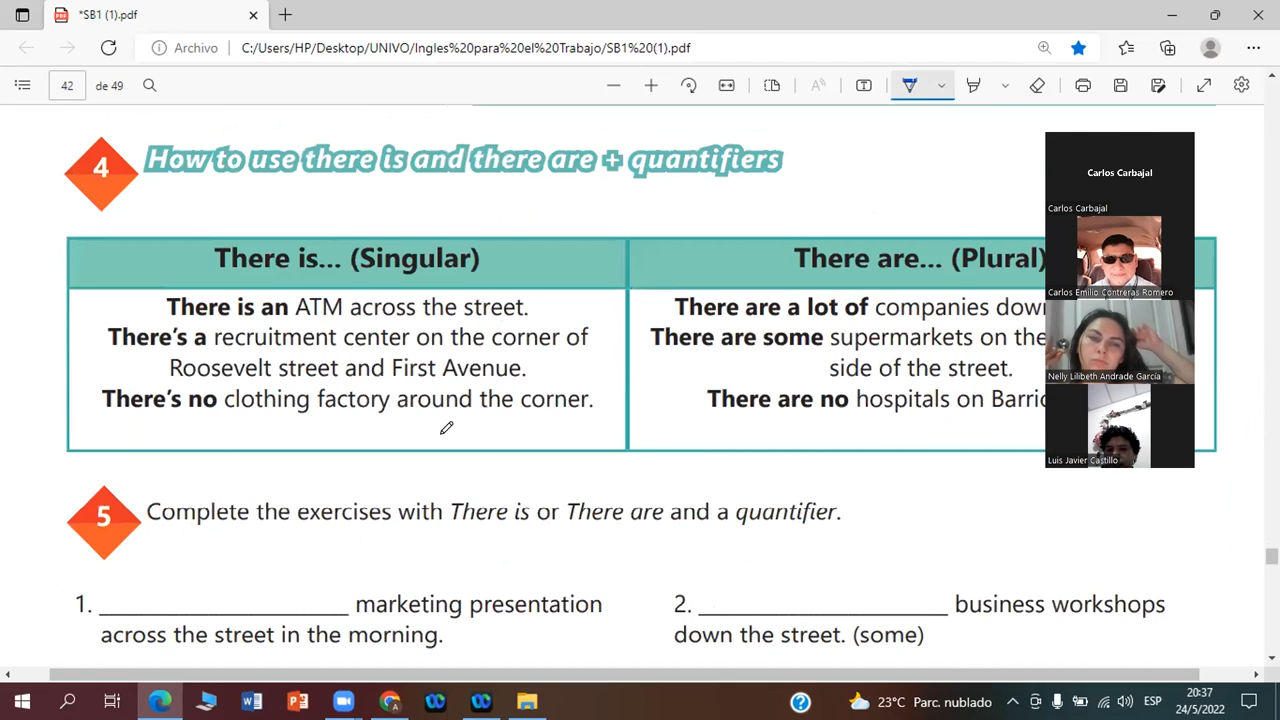 *SB1 (1).pdf
Archivo
C:/Users/HP/Desktop/UNIVO/Ingles%20para%20el%20Trabajo/SB1%20(1).pdf
42 de 49
4 How to use there is and there are + quantifiers
There is... (Singular)
There is an ATM across the street.
There's a recruitment center on the corner of
Roosevelt street and First Avenue.
There's no clothing factory around the corner.
There are... (Plural)
There are a lot of companies down
There are some supermarkets on the
side of the street.
There are no hospitals on
Carlos Carbajal
Carlos Carbajal
Carlos Emilio Contreras Romero
Nelly Lilibeth Andrade García
Luis Javier Castillo
5 Complete the exercises with There is or There are and a quantifier.
1. ____________________ marketing presentation
across the street in the morning.
2. ____________________ business workshops
down the street. (some)
23°C Parc. nublado
ESP
20:37
24/5/2022